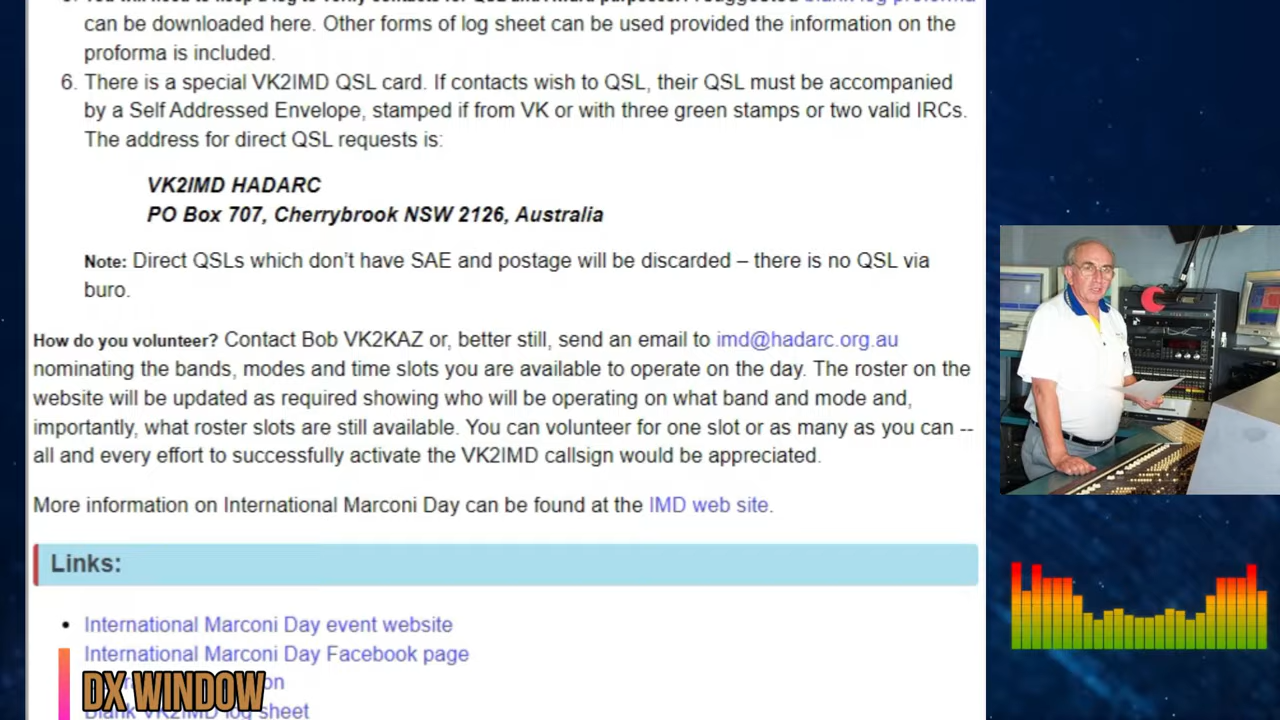 can be downloaded here. Other forms of log sheet can be used provided the information on the
proforma is included.
6. There is a special VK2IMD QSL card. If contacts wish to QSL, their QSL must be accompanied
by a Self Addressed Envelope, stamped if from VK or with three green stamps or two valid IRCs.
The address for direct QSL requests is:
VK2IMD HADARC
PO Box 707, Cherrybrook NSW 2126, Australia
Note: Direct QSLs which don't have SAE and postage will be discarded – there is no QSL via
buro.
How do you volunteer? Contact Bob VK2KAZ or, better still, send an email to imd@hadarc.org.au
nominating the bands, modes and time slots you are available to operate on the day. The roster on the
website will be updated as required showing who will be operating on what band and mode and,
importantly, what roster slots are still available. You can volunteer for one slot or as many as you can --
all and every effort to successfully activate the VK2IMD callsign would be appreciated.
More information on International Marconi Day can be found at the IMD web site.
Links:
• International Marconi Day event website
International Marconi Day Facebook page
DX WINDOW
Blank VK2IMD log sheet